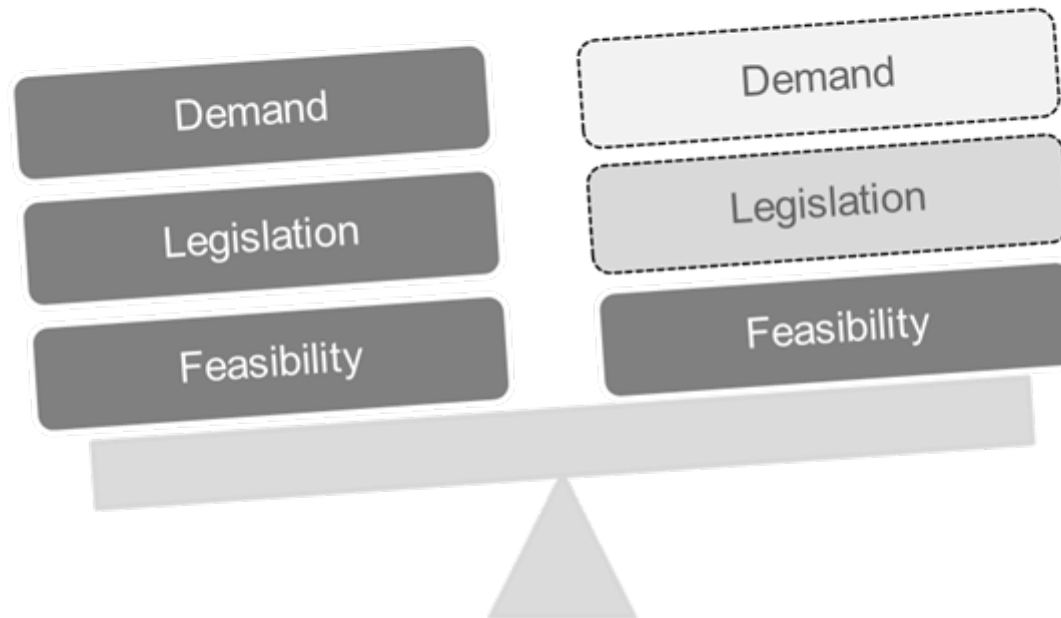 Demand
Legislation
Feasibility
Demand
Legislation
Feasibility